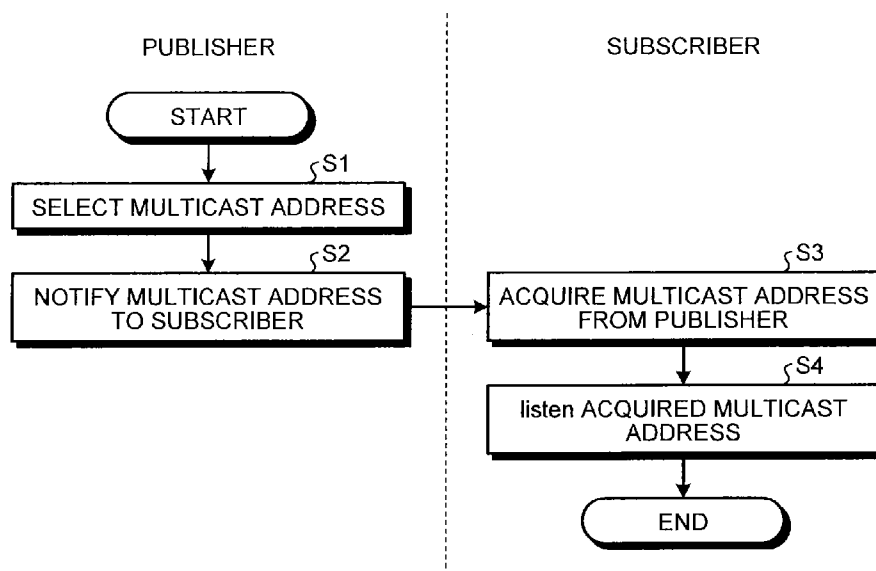 PUBLISHER
START
S1
SELECT MULTICAST ADDRESS
S2
NOTIFY MULTICAST ADDRESS
TO SUBSCRIBER
SUBSCRIBER
S3
ACQUIRE MULTICAST ADDRESS
FROM PUBLISHER
S4
listen ACQUIRED MULTICAST
ADDRESS
END